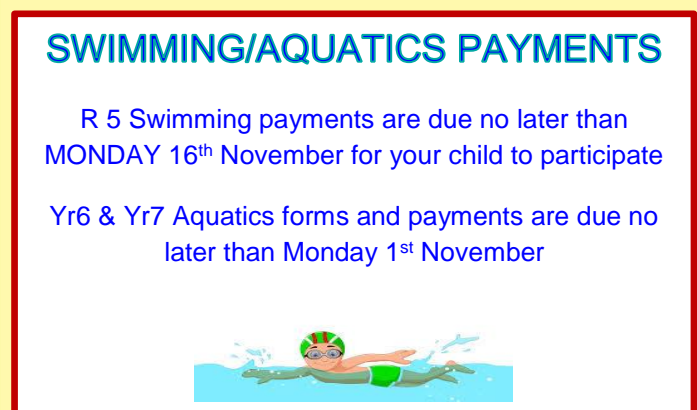 SWIMMING/AQUATICS PAYMENTS
R 5 Swimming payments are due no later than
MONDAY 16th November for your child to participate
Yr6 & Yr7 Aquatics forms and payments are due no
later than Monday 1st November